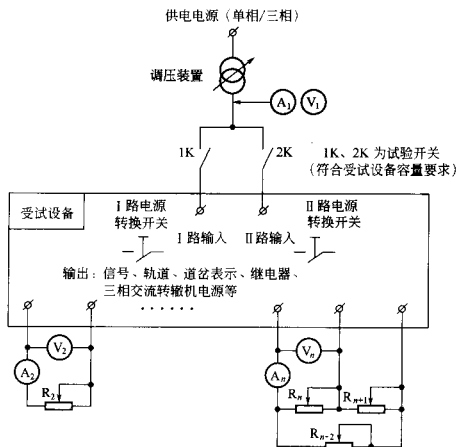 供电电源（单相/三相）
调压装置
A₁ V₁
1K 2K
1K、2K 为试验开关
（符合受试设备容量要求）
受试设备
Ⅰ路电源
转换开关
Ⅰ路输入
Ⅱ路输入
Ⅱ路电源
转换开关
输出：信号、轨道、道岔表示、继电器、
三相交流转辙机电源等
······
V₂
A₂
R₂
Vₙ
Aₙ
Rₙ
Rₙ₊₁
Rₙ₋₂